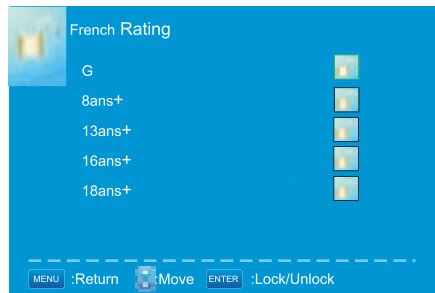 French Rating
G
8ans+
13ans+
16ans+
18ans+
MENU :Return :Move ENTER :Lock/Unlock